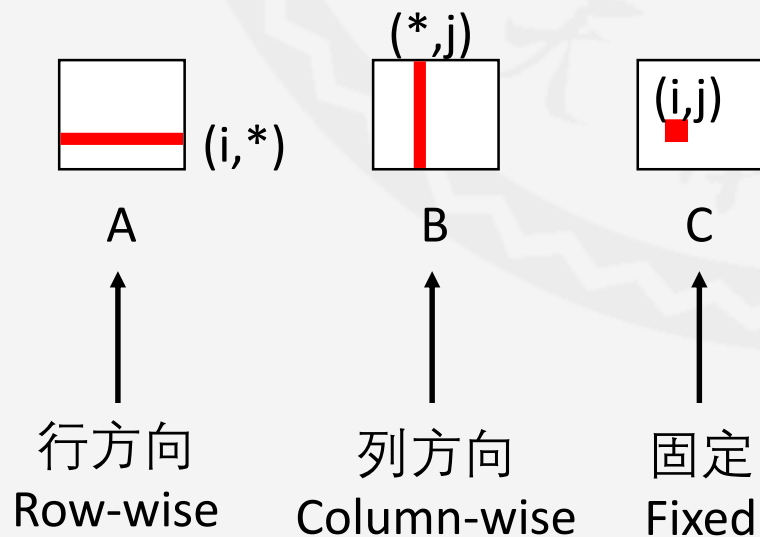 (*,j)
(i,*)
(i,j)
A
B
C
行方向
Row-wise
列方向
Column-wise
固定
Fixed